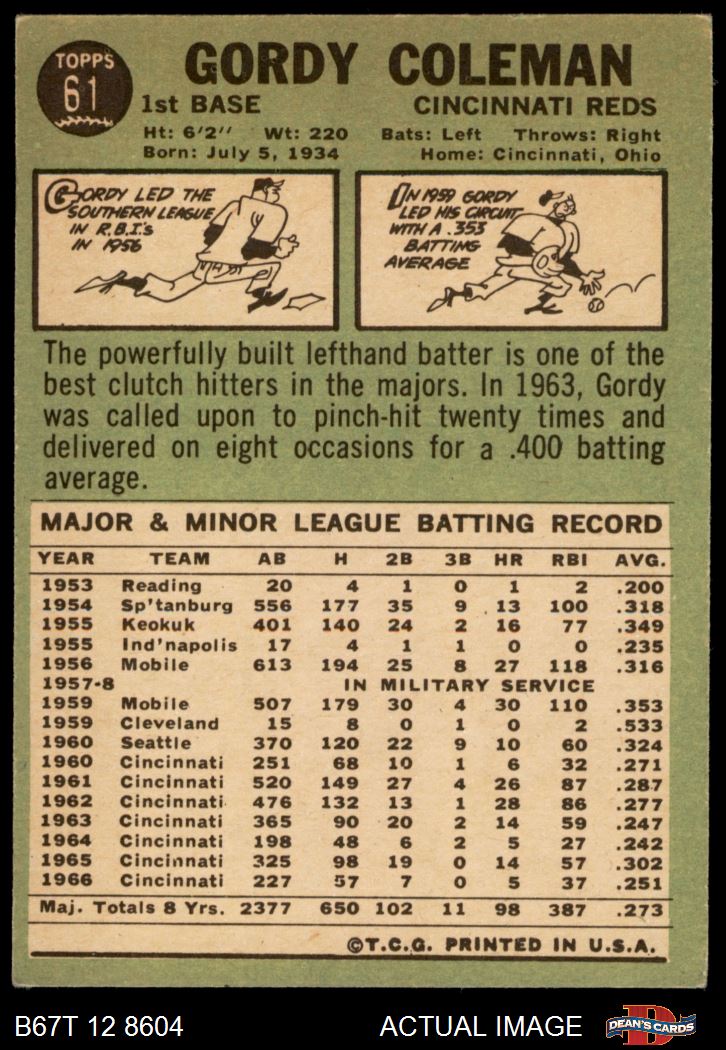 TOPPS
61
GORDY COLEMAN
1st BASE CINCINNATI REDS
Ht: 6'2" Wt: 220 Bats: Left Throws: Right
Born: July 5, 1934 Home: Cincinnati, Ohio
GORDY LED THE
SOUTHERN LEAGUE
IN R.B.I.'s
IN 1956
IN 1959 GORDY
LED HIS CIRCUIT
WITH A .353
BATTING
AVERAGE
The powerfully built lefthand batter is one of the
best clutch hitters in the majors. In 1963, Gordy
was called upon to pinch-hit twenty times and
delivered on eight occasions for a .400 batting
average.
MAJOR & MINOR LEAGUE BATTING RECORD
YEAR TEAM AB H 2B 3B HR RBI AVG.
1953 Reading 20 4 1 0 1 2 .200
1954 Sp'tanburg 556 177 35 9 13 100 .318
1955 Keokuk 401 140 24 2 16 77 .349
1955 Ind'napolis 17 4 1 1 0 0 .235
1956 Mobile 613 194 25 8 27 118 .316
1957-8 IN MILITARY SERVICE
1959 Mobile 507 179 30 4 30 110 .353
1959 Cleveland 15 8 0 1 0 2 .533
1960 Seattle 370 120 22 9 10 60 .324
1960 Cincinnati 251 68 10 1 6 32 .271
1961 Cincinnati 520 149 27 4 26 87 .287
1962 Cincinnati 476 132 13 1 28 86 .277
1963 Cincinnati 365 90 20 2 14 59 .247
1964 Cincinnati 198 48 6 2 5 27 .242
1965 Cincinnati 325 98 19 0 14 57 .302
1966 Cincinnati 227 57 7 0 5 37 .251
Maj. Totals 8 Yrs. 2377 650 102 11 98 387 .273
©T.C.G. PRINTED IN U.S.A.
B67T 12 8604 ACTUAL IMAGE
D
DEAN'S CARDS